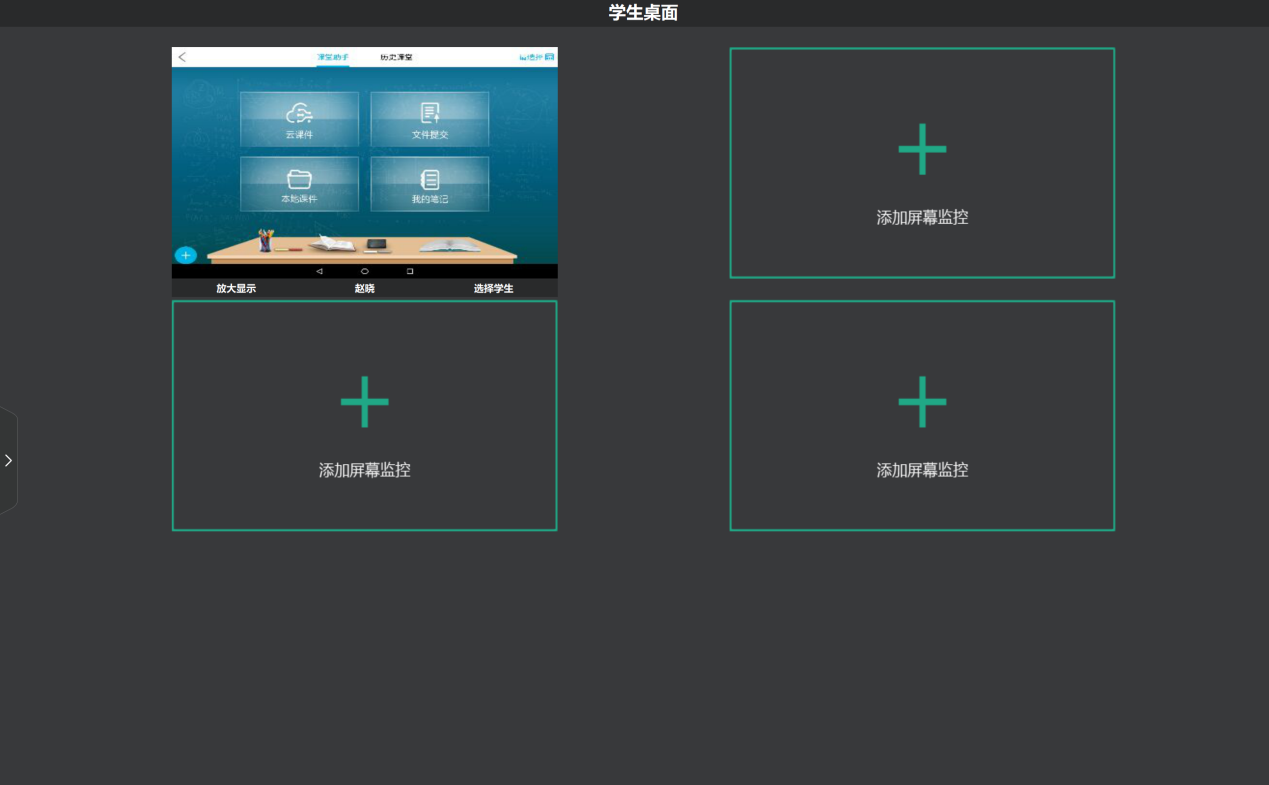 学生桌面
课堂助手 历史课堂
云课件 文件提交
本地课件 我的笔记
放大显示 赵晓 选择学生
添加屏幕监控
添加屏幕监控 添加屏幕监控